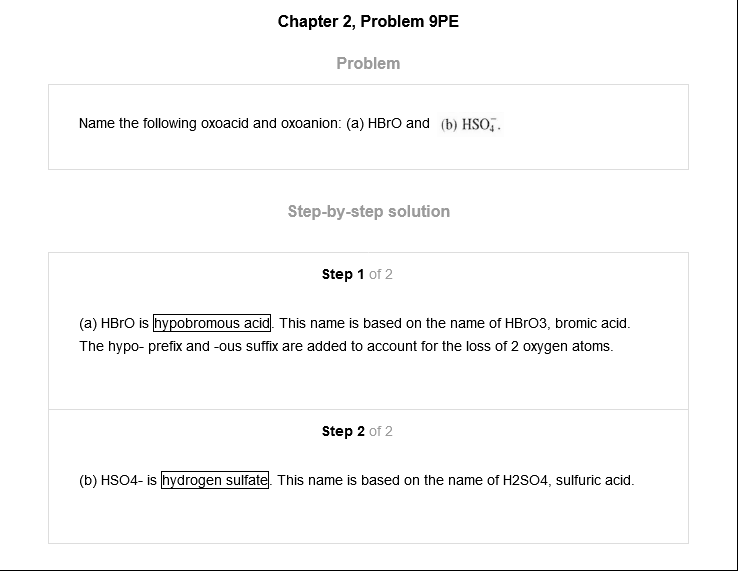 Chapter 2, Problem 9PE
Problem
Name the following oxoacid and oxoanion: (a) HBrO and (b) HSO₄⁻.
Step-by-step solution
Step 1 of 2
(a) HBrO is hypobromous acid. This name is based on the name of HBrO3, bromic acid.
The hypo- prefix and -ous suffix are added to account for the loss of 2 oxygen atoms.
Step 2 of 2
(b) HSO4- is hydrogen sulfate. This name is based on the name of H2SO4, sulfuric acid.